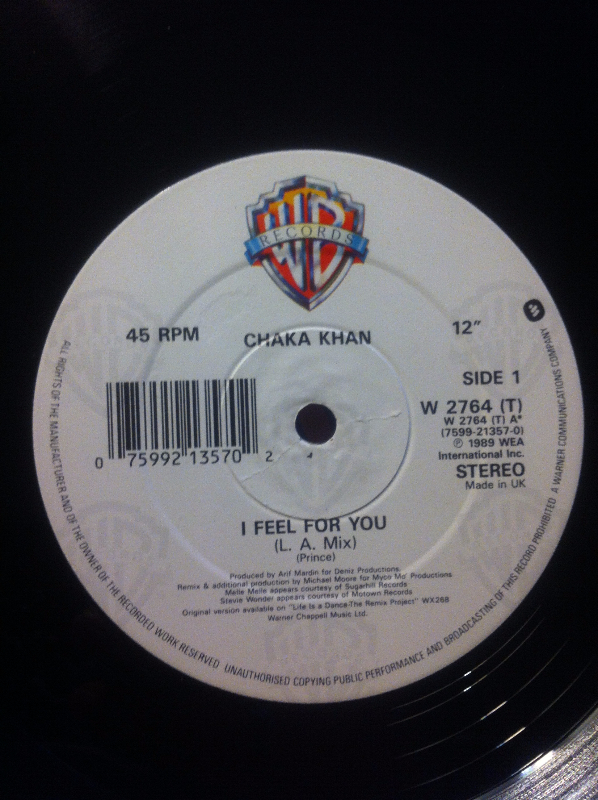 WB
RECORDS
45 RPM
CHAKA KHAN
12"
SIDE 1
W 2764 (T)
W 2764 (T) A*
(7599-21357-0)
℗ 1989 WEA
International Inc.
STEREO
Made in UK
0 75992 13570 2
I FEEL FOR YOU
(L. A. Mix)
(Prince)
Produced by Arif Mardin for Deniz Productions
Remix & additional production by Michael Moore for Myco Mo' Productions
Melle Melle appears courtesy of Sugarhill Records
Stevie Wonder appears courtesy of Motown Records
Original version available on "Life Is a Dance-The Remix Project" WX268
Warner Chappell Music Ltd.
ALL RIGHTS OF THE MANUFACTURER AND OF THE OWNER OF THE RECORDED WORK RESERVED UNAUTHORISED COPYING PUBLIC PERFORMANCE AND BROADCASTING OF THIS RECORD PROHIBITED A WARNER COMMUNICATIONS COMPANY